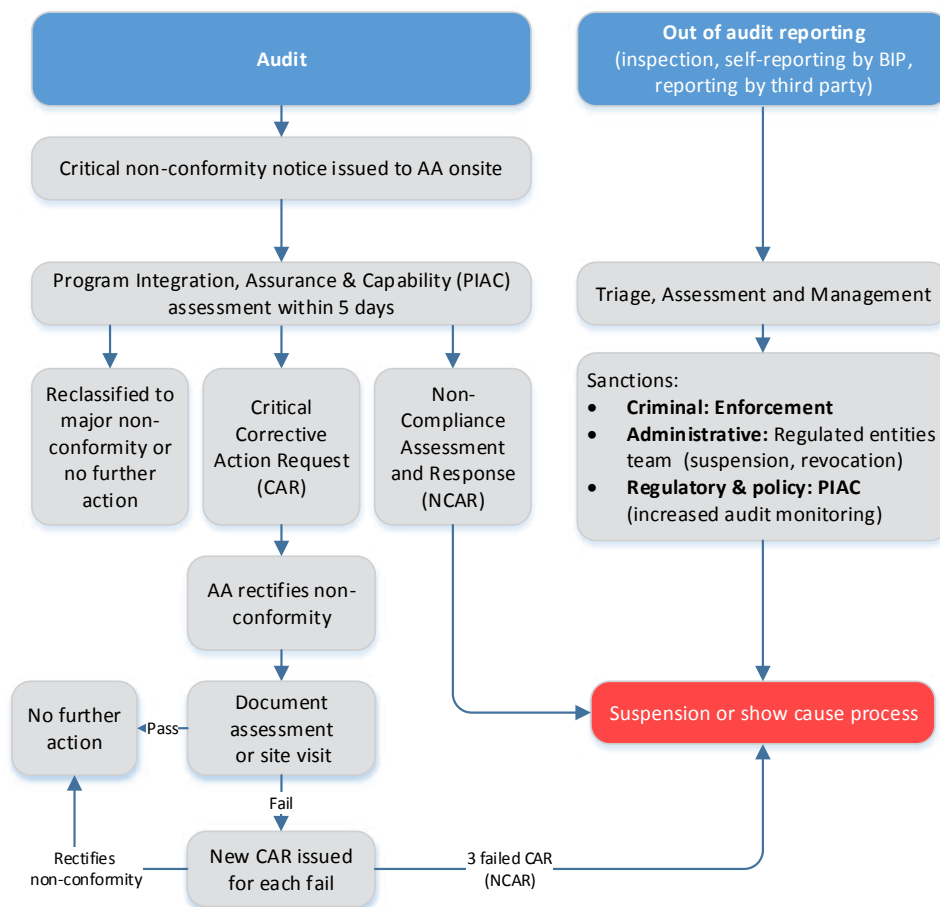 Audit
Out of audit reporting
(inspection, self-reporting by BIP,
reporting by third party)
Critical non-conformity notice issued to AA onsite
Program Integration, Assurance & Capability (PIAC)
assessment within 5 days
Triage, Assessment and Management
Reclassified to
major non-
conformity or
no further
action
Critical
Corrective
Action Request
(CAR)
Non-
Compliance
Assessment
and Response
(NCAR)
Sanctions:
• Criminal: Enforcement
• Administrative: Regulated entities
team (suspension, revocation)
• Regulatory & policy: PIAC
(increased audit monitoring)
AA rectifies non-
conformity
No further
action
Pass
Document
assessment
or site visit
Suspension or show cause process
Fail
Rectifies
non-conformity
New CAR issued
for each fail
3 failed CAR
(NCAR)